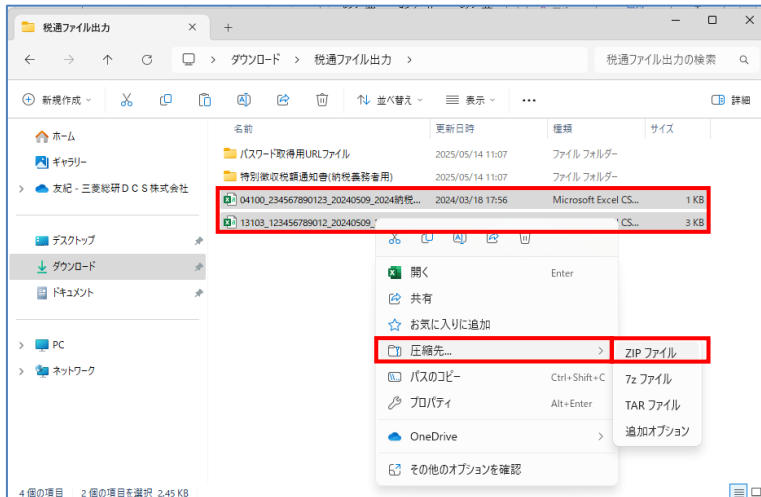 税通ファイル出力
ダウンロード > 税通ファイル出力 >
税通ファイル出力の検索
新規作成
並べ替え
表示
...
詳細
名前 更新日時 種類 サイズ
ホーム
ギャラリー
友紀 - 三菱総研DCS株式会社
デスクトップ
ダウンロード
ドキュメント
PC
ネットワーク
パスワード取得用URLファイル 2025/05/14 11:07 ファイル フォルダー
特別徴収税額通知書(納税義務者用) 2025/05/14 11:07 ファイル フォルダー
04100_234567890123_20240509_2024納税... 2024/03/18 17:56 Microsoft Excel CS... 1 KB
13103_123456789012_20240509_ CS... 3 KB
開く Enter
共有
お気に入りに追加
圧縮先...
パスのコピー Ctrl+Shift+C
プロパティ Alt+Enter
OneDrive
その他のオプションを確認
ZIP ファイル
7z ファイル
TAR ファイル
追加オプション
4 個の項目 2 個の項目を選択 2.45 KB